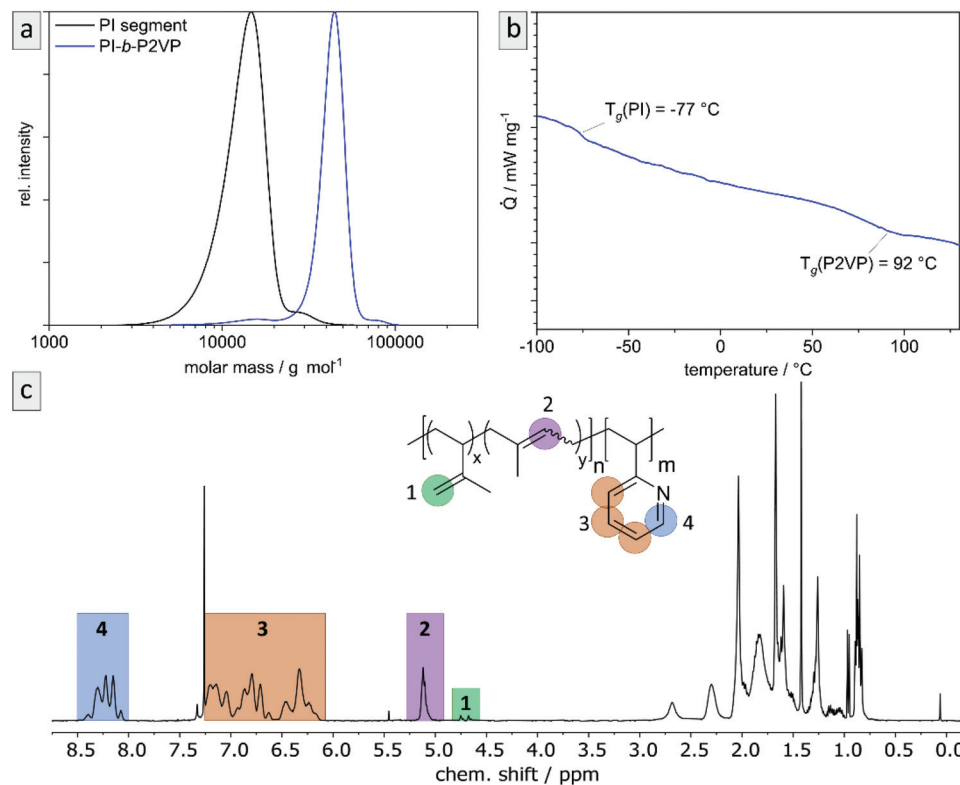 a
PI segment
PI-b-P2VP
rel. intensity
1000
10000
100000
molar mass / g mol⁻¹
b
Tg(PI) = -77 °C
Tg(P2VP) = 92 °C
Q̇ / mW mg⁻¹
-100
-50
0
50
100
temperature / °C
c
2
x
y
n
m
1
N
3
4
4
3
2
1
8.5
8.0
7.5
7.0
6.5
6.0
5.5
5.0
4.5
4.0
3.5
3.0
2.5
2.0
1.5
1.0
0.5
0.0
chem. shift / ppm